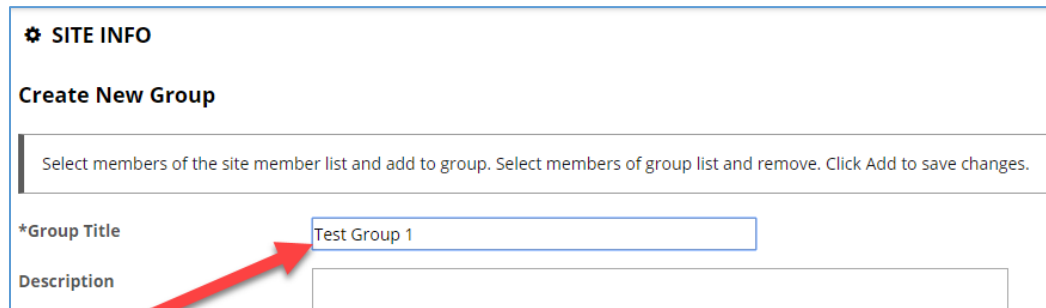 SITE INFO
Create New Group
Select members of the site member list and add to group. Select members of group list and remove. Click Add to save changes.
*Group Title
Test Group 1
Description